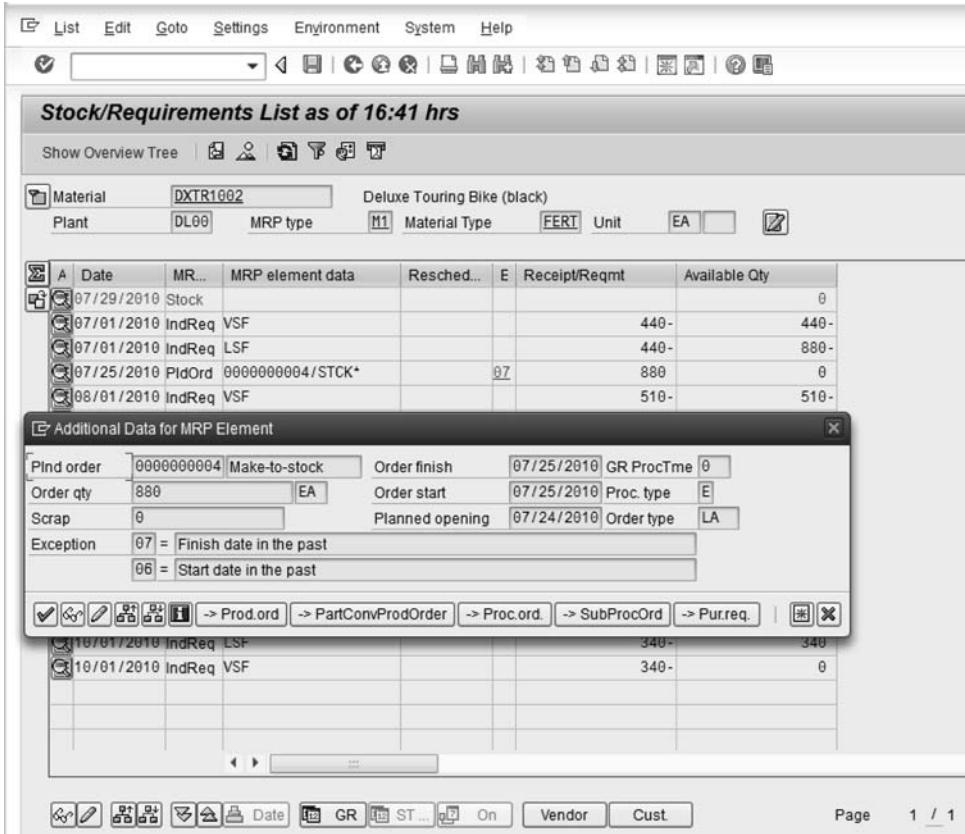 List Edit Goto Settings Environment System Help
Stock/Requirements List as of 16:41 hrs
Show Overview Tree
Material DXTR1002 Deluxe Touring Bike (black)
Plant DL00 MRP type M1 Material Type FERT Unit EA
A Date MR... MRP element data Resched... E Receipt/Reqmt Available Qty
07/29/2010 Stock 0
07/01/2010 IndReq VSF 440- 440-
07/01/2010 IndReq LSF 440- 880-
07/25/2010 PldOrd 0000000004/STCK* 07 880 0
08/01/2010 IndReq VSF 510- 510-
Additional Data for MRP Element
Plnd order 0000000004 Make-to-stock Order finish 07/25/2010 GR ProcTme 0
Order qty 880 EA Order start 07/25/2010 Proc. type E
Scrap 0 Planned opening 07/24/2010 Order type LA
Exception 07 = Finish date in the past
06 = Start date in the past
-> Prod.ord -> PartConvProdOrder -> Proc.ord. -> SubProcOrd -> Pur.req.
10/01/2010 IndReq LSF 340- 340
10/01/2010 IndReq VSF 340- 0
Date GR ST... On Vendor Cust. Page 1 / 1